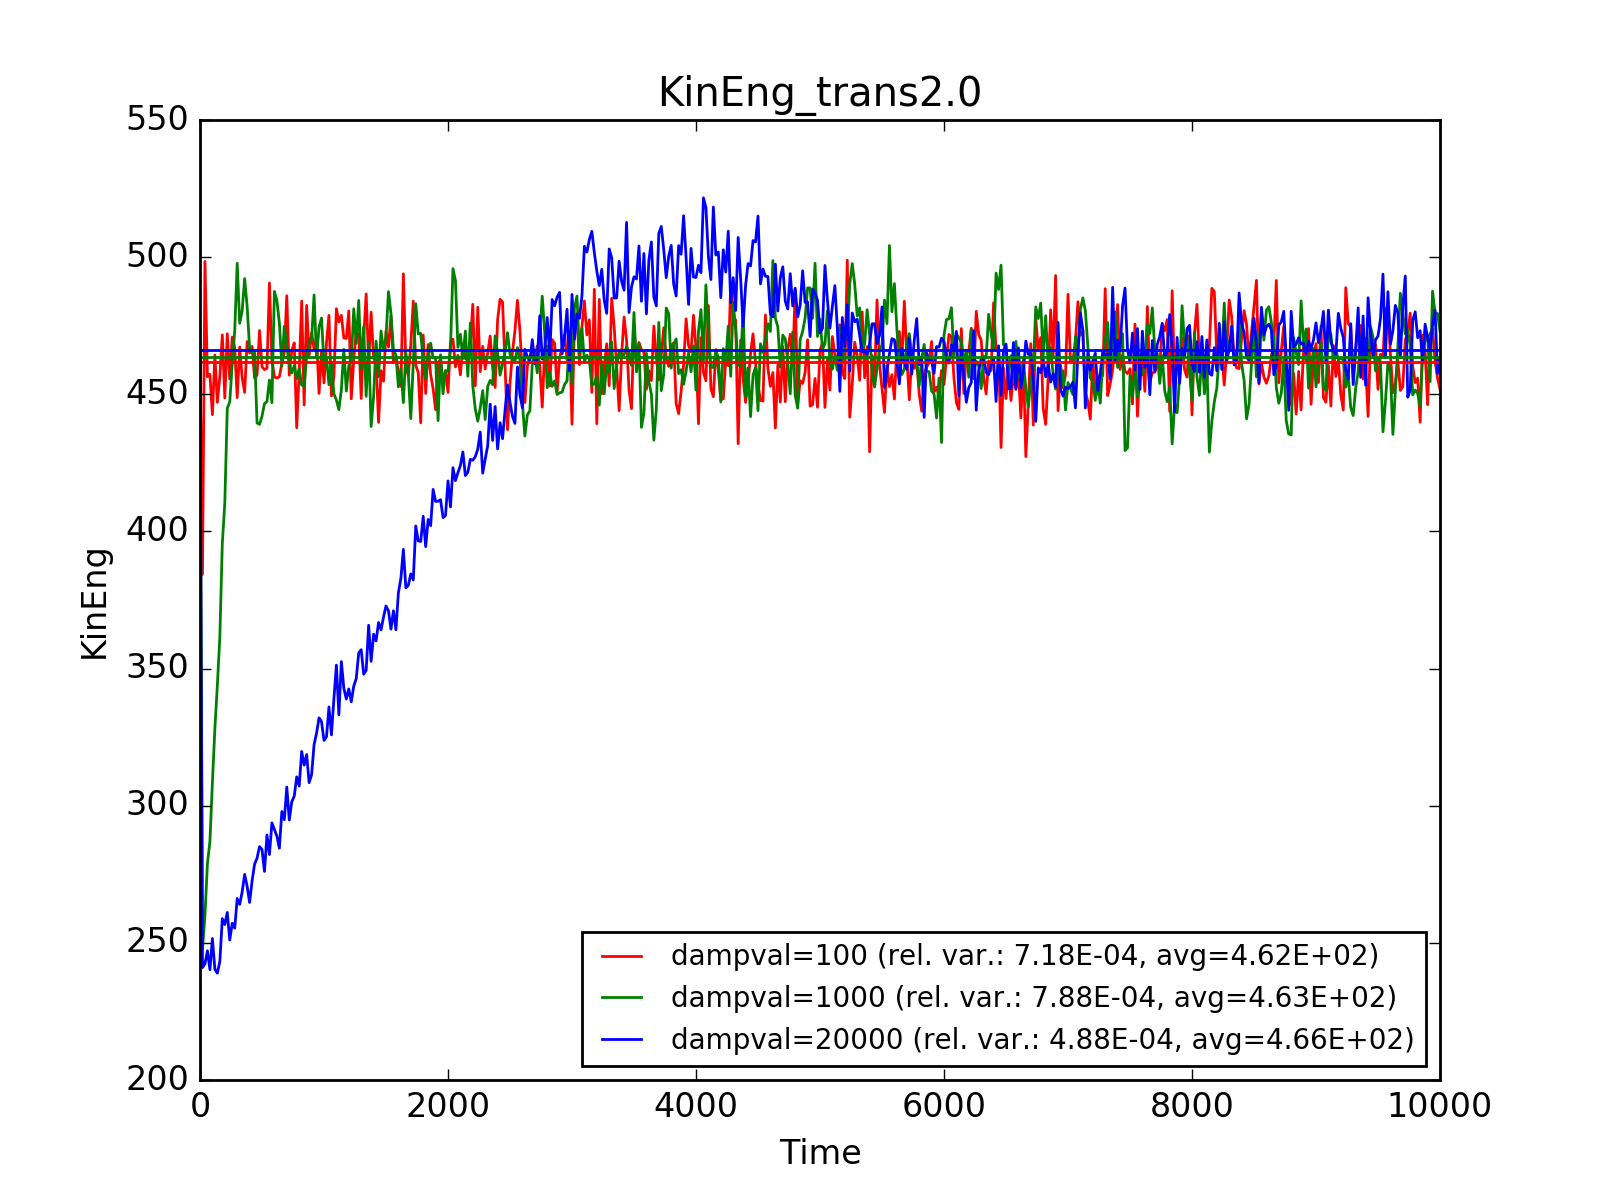 KinEng_trans2.0
550
500
450
400
350
300
250
200
KinEng
dampval=100 (rel. var.: 7.18E-04, avg=4.62E+02)
dampval=1000 (rel. var.: 7.88E-04, avg=4.63E+02)
dampval=20000 (rel. var.: 4.88E-04, avg=4.66E+02)
0 2000 4000 6000 8000 10000
Time